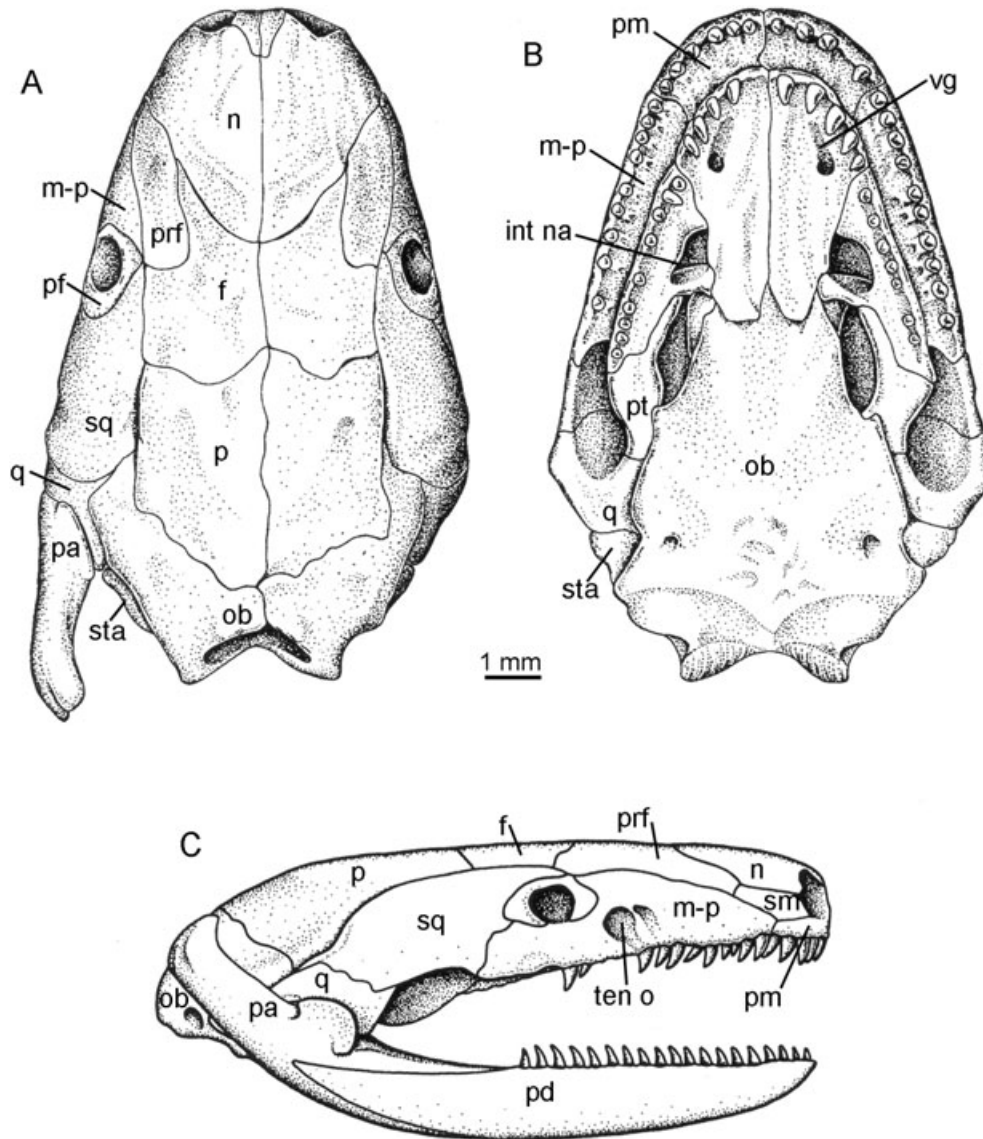 A
n
m-p
prf
pf
f
sq
p
q
pa
sta
ob
1 mm
B
pm
vg
m-p
int na
pt
ob
q
sta
C
f
prf
p
n
sm
m-p
sq
q
ob
pa
ten o
pm
pd